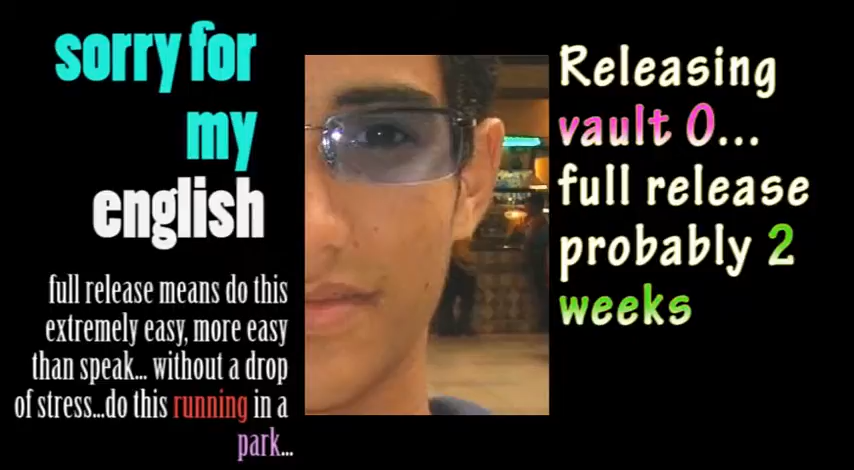 sorry for
my
english
full release means do this
extremely easy, more easy
than speak... without a drop
of stress...do this running in a
park...
Releasing
vault 0...
full release
probably 2
weeks